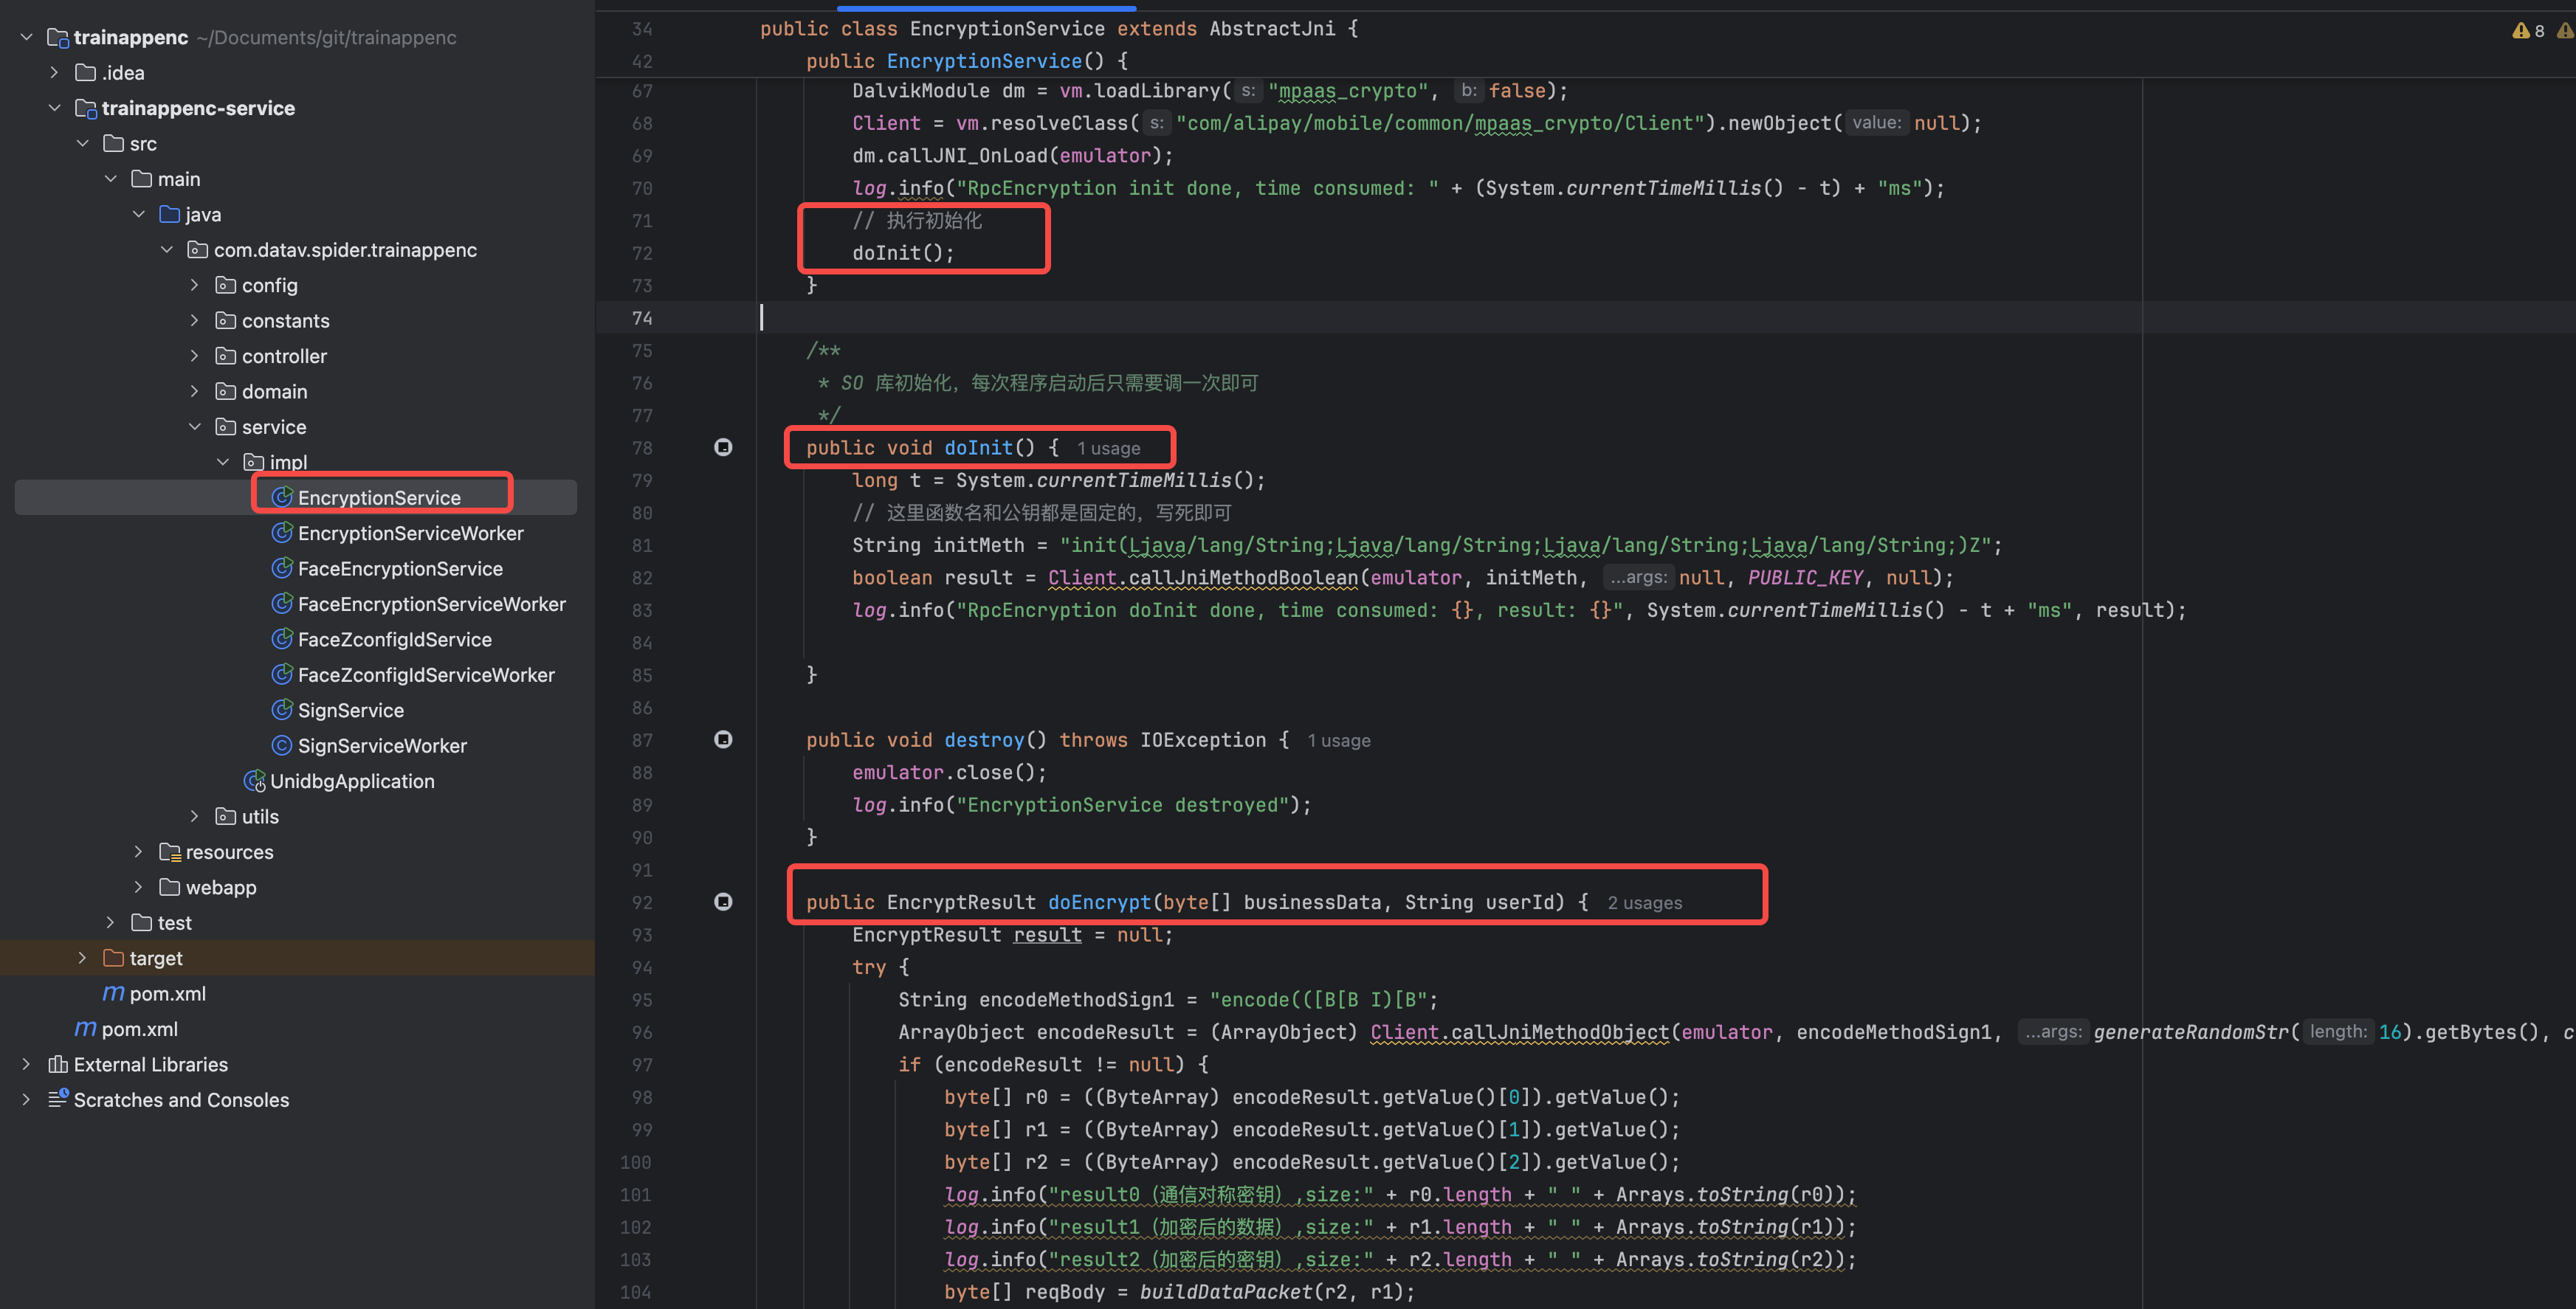 trainappenc ~/Documents/git/trainappenc
.idea
trainappenc-service
src
main
java
com.datav.spider.trainappenc
config
constants
controller
domain
service
impl
EncryptionService
EncryptionServiceWorker
FaceEncryptionService
FaceEncryptionServiceWorker
FaceZconfigIdService
FaceZconfigIdServiceWorker
SignService
SignServiceWorker
UnidbgApplication
utils
resources
webapp
test
target
pom.xml
pom.xml
External Libraries
Scratches and Consoles
8
34 public class EncryptionService extends AbstractJni {
42 public EncryptionService() {
67 DalvikModule dm = vm.loadLibrary( s: "mpaas_crypto", b: false);
68 Client = vm.resolveClass( s: "com/alipay/mobile/common/mpaas_crypto/Client").newObject( value: null);
69 dm.callJNI_OnLoad(emulator);
70 log.info("RpcEncryption init done, time consumed: " + (System.currentTimeMillis() - t) + "ms");
71 // 执行初始化
72 doInit();
73 }
74
75 /**
76 * SO 库初始化，每次程序启动后只需要调一次即可
77 */
78 public void doInit() { 1 usage
79 long t = System.currentTimeMillis();
80 // 这里函数名和公钥都是固定的，写死即可
81 String initMeth = "init(Ljava/lang/String;Ljava/lang/String;Ljava/lang/String;Ljava/lang/String;)Z";
82 boolean result = Client.callJniMethodBoolean(emulator, initMeth, ...args: null, PUBLIC_KEY, null);
83 log.info("RpcEncryption doInit done, time consumed: {}, result: {}", System.currentTimeMillis() - t + "ms", result);
84
85 }
86
87 public void destroy() throws IOException { 1 usage
88 emulator.close();
89 log.info("EncryptionService destroyed");
90 }
91
92 public EncryptResult doEncrypt(byte[] businessData, String userId) { 2 usages
93 EncryptResult result = null;
94 try {
95 String encodeMethodSign1 = "encode(([B[B I)[B";
96 ArrayObject encodeResult = (ArrayObject) Client.callJniMethodObject(emulator, encodeMethodSign1, ...args: generateRandomStr( length: 16).getBytes(), c
97 if (encodeResult != null) {
98 byte[] r0 = ((ByteArray) encodeResult.getValue()[0]).getValue();
99 byte[] r1 = ((ByteArray) encodeResult.getValue()[1]).getValue();
100 byte[] r2 = ((ByteArray) encodeResult.getValue()[2]).getValue();
101 log.info("result0（通信对称密钥）,size:" + r0.length + " " + Arrays.toString(r0));
102 log.info("result1（加密后的数据）,size:" + r1.length + " " + Arrays.toString(r1));
103 log.info("result2（加密后的密钥）,size:" + r2.length + " " + Arrays.toString(r2));
104 byte[] reqBody = buildDataPacket(r2, r1);